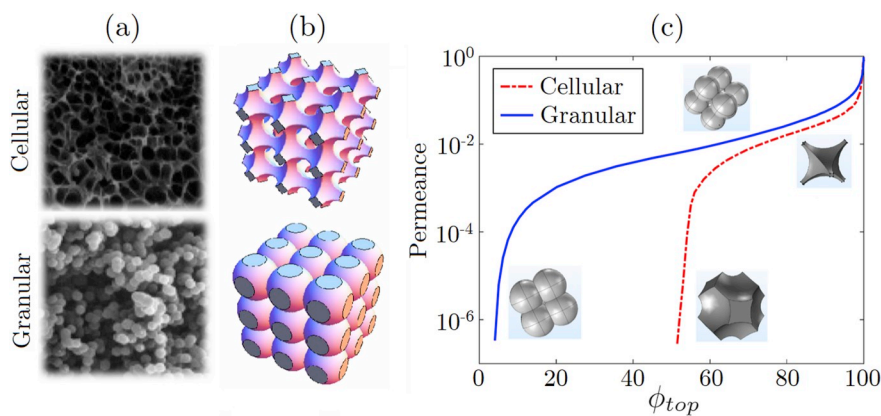 (a) (b) (c)
Cellular
Granular
Cellular
Granular
Permeance
10^0
10^-2
10^-4
10^-6
0 20 40 60 80 100
ϕ_top